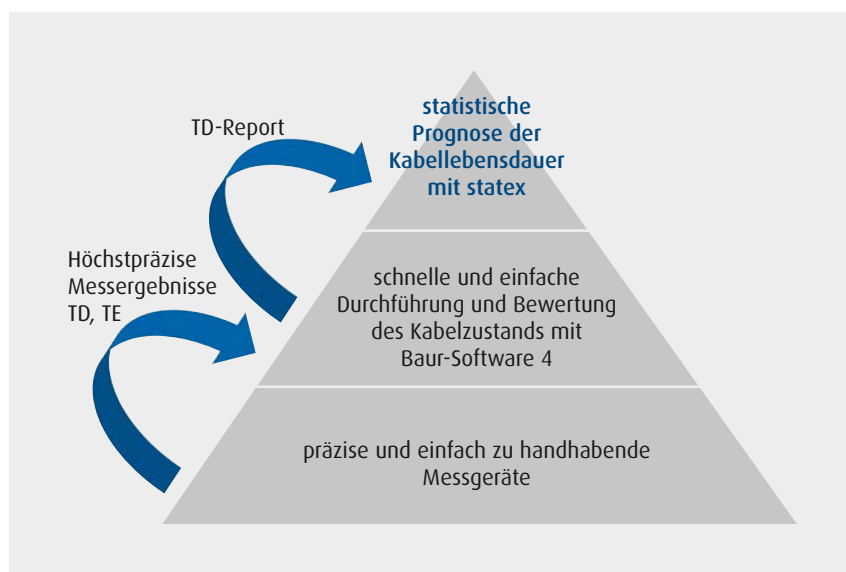 statistische
Prognose der
Kabellebensdauer
mit statex
TD-Report
Höchstpräzise
Messergebnisse
TD, TE
schnelle und einfache
Durchführung und Bewertung
des Kabelzustands mit
Baur-Software 4
präzise und einfach zu handhabende
Messgeräte